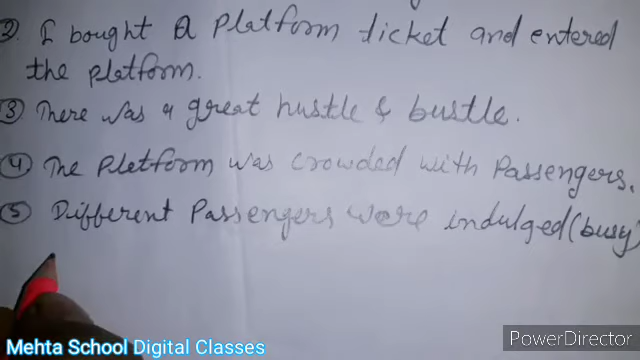 ② I bought a Platform ticket and entered
the platform.
③ There was a great hustle & bustle.
④ The Platform was crowded with Passengers.
⑤ Different Passengers were indulged (busy)
Mehta School Digital Classes
PowerDirector